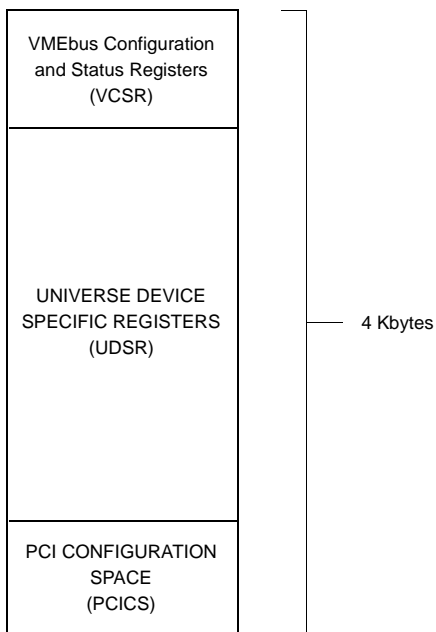 VMEbus Configuration
and Status Registers
(VCSR)
UNIVERSE DEVICE
SPECIFIC REGISTERS
(UDSR)
4 Kbytes
PCI CONFIGURATION
SPACE
(PCICS)